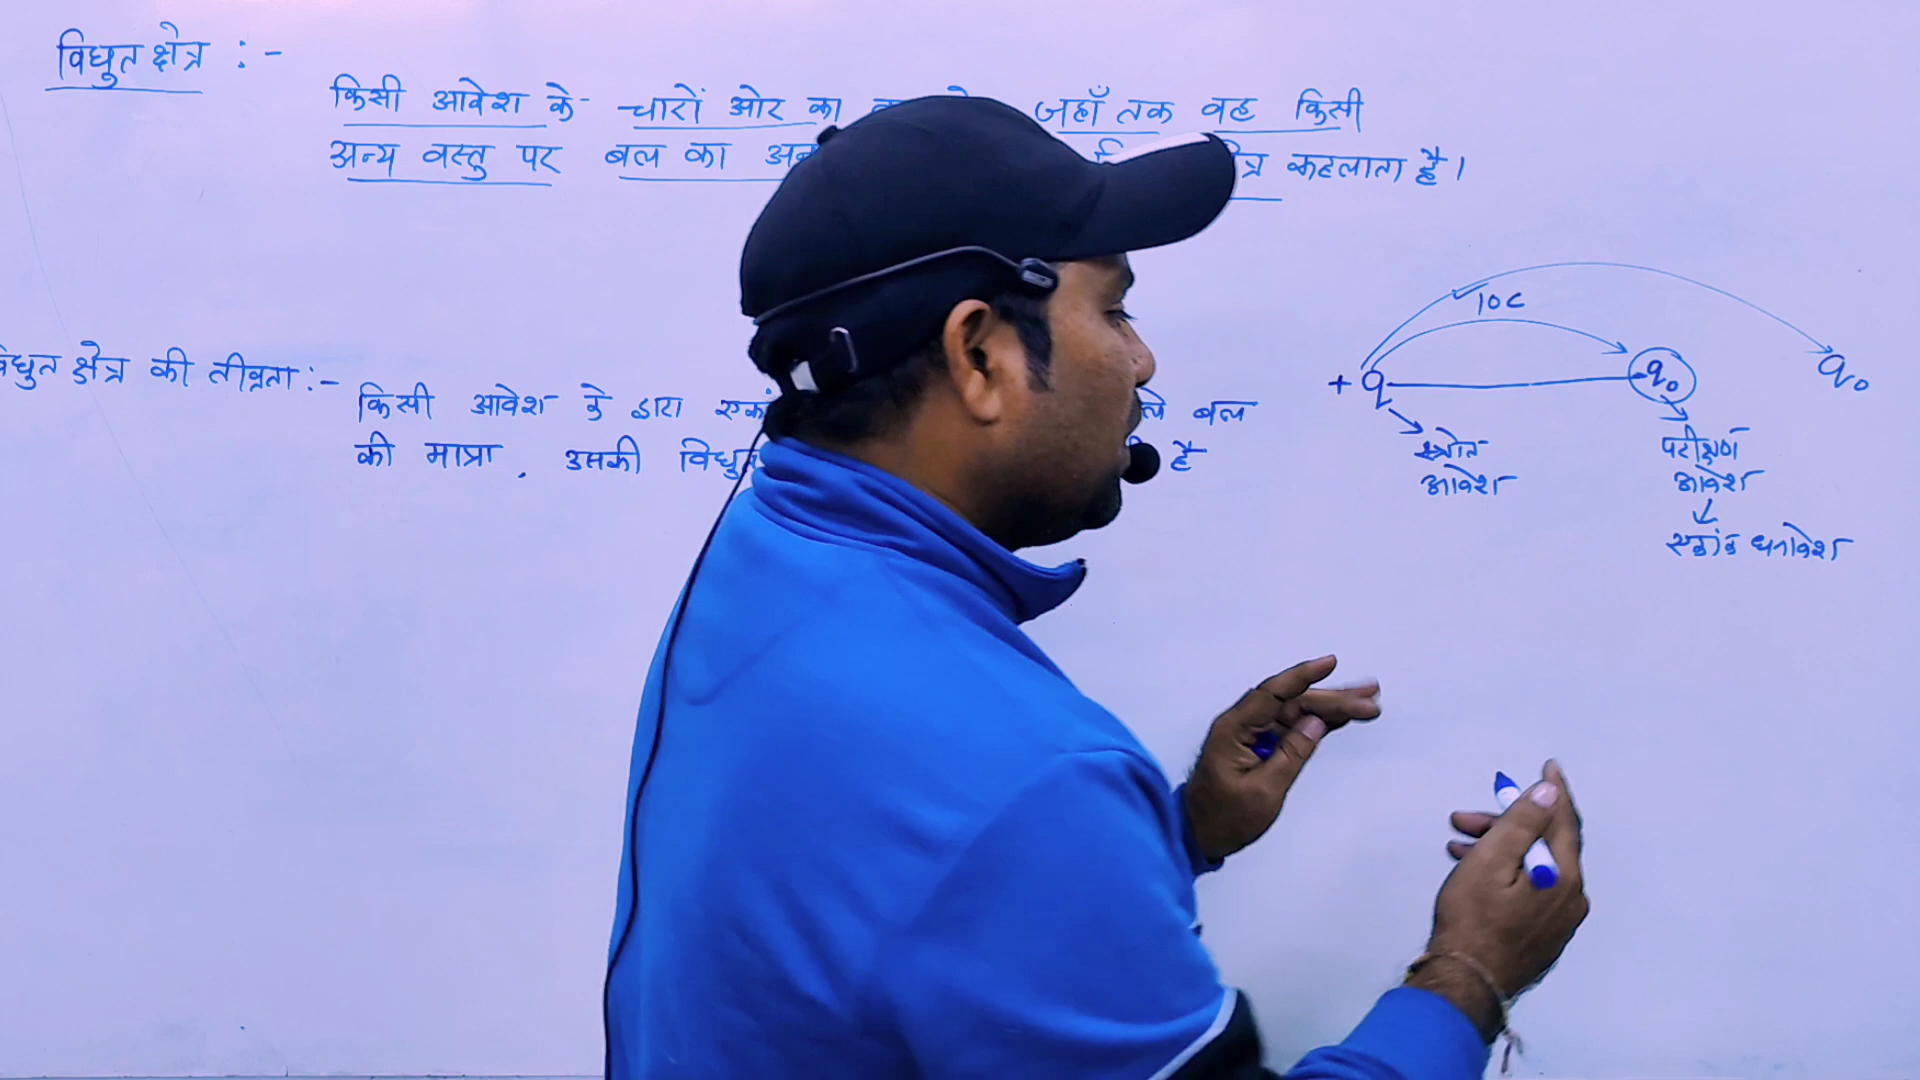 विधुत क्षेत्र :-
किसी आवेश के चारों ओर का जहाँ तक वह किसी
अन्य वस्तु पर बल का कहलाता है।
विधुत क्षेत्र की तीव्रता :-
किसी आवेश के द्वारा बल
की मात्रा , उसकी है
10C
+ q
q₀
q₀
स्त्रोत
आवेश
परीक्षण
आवेश
एकांक धनावेश